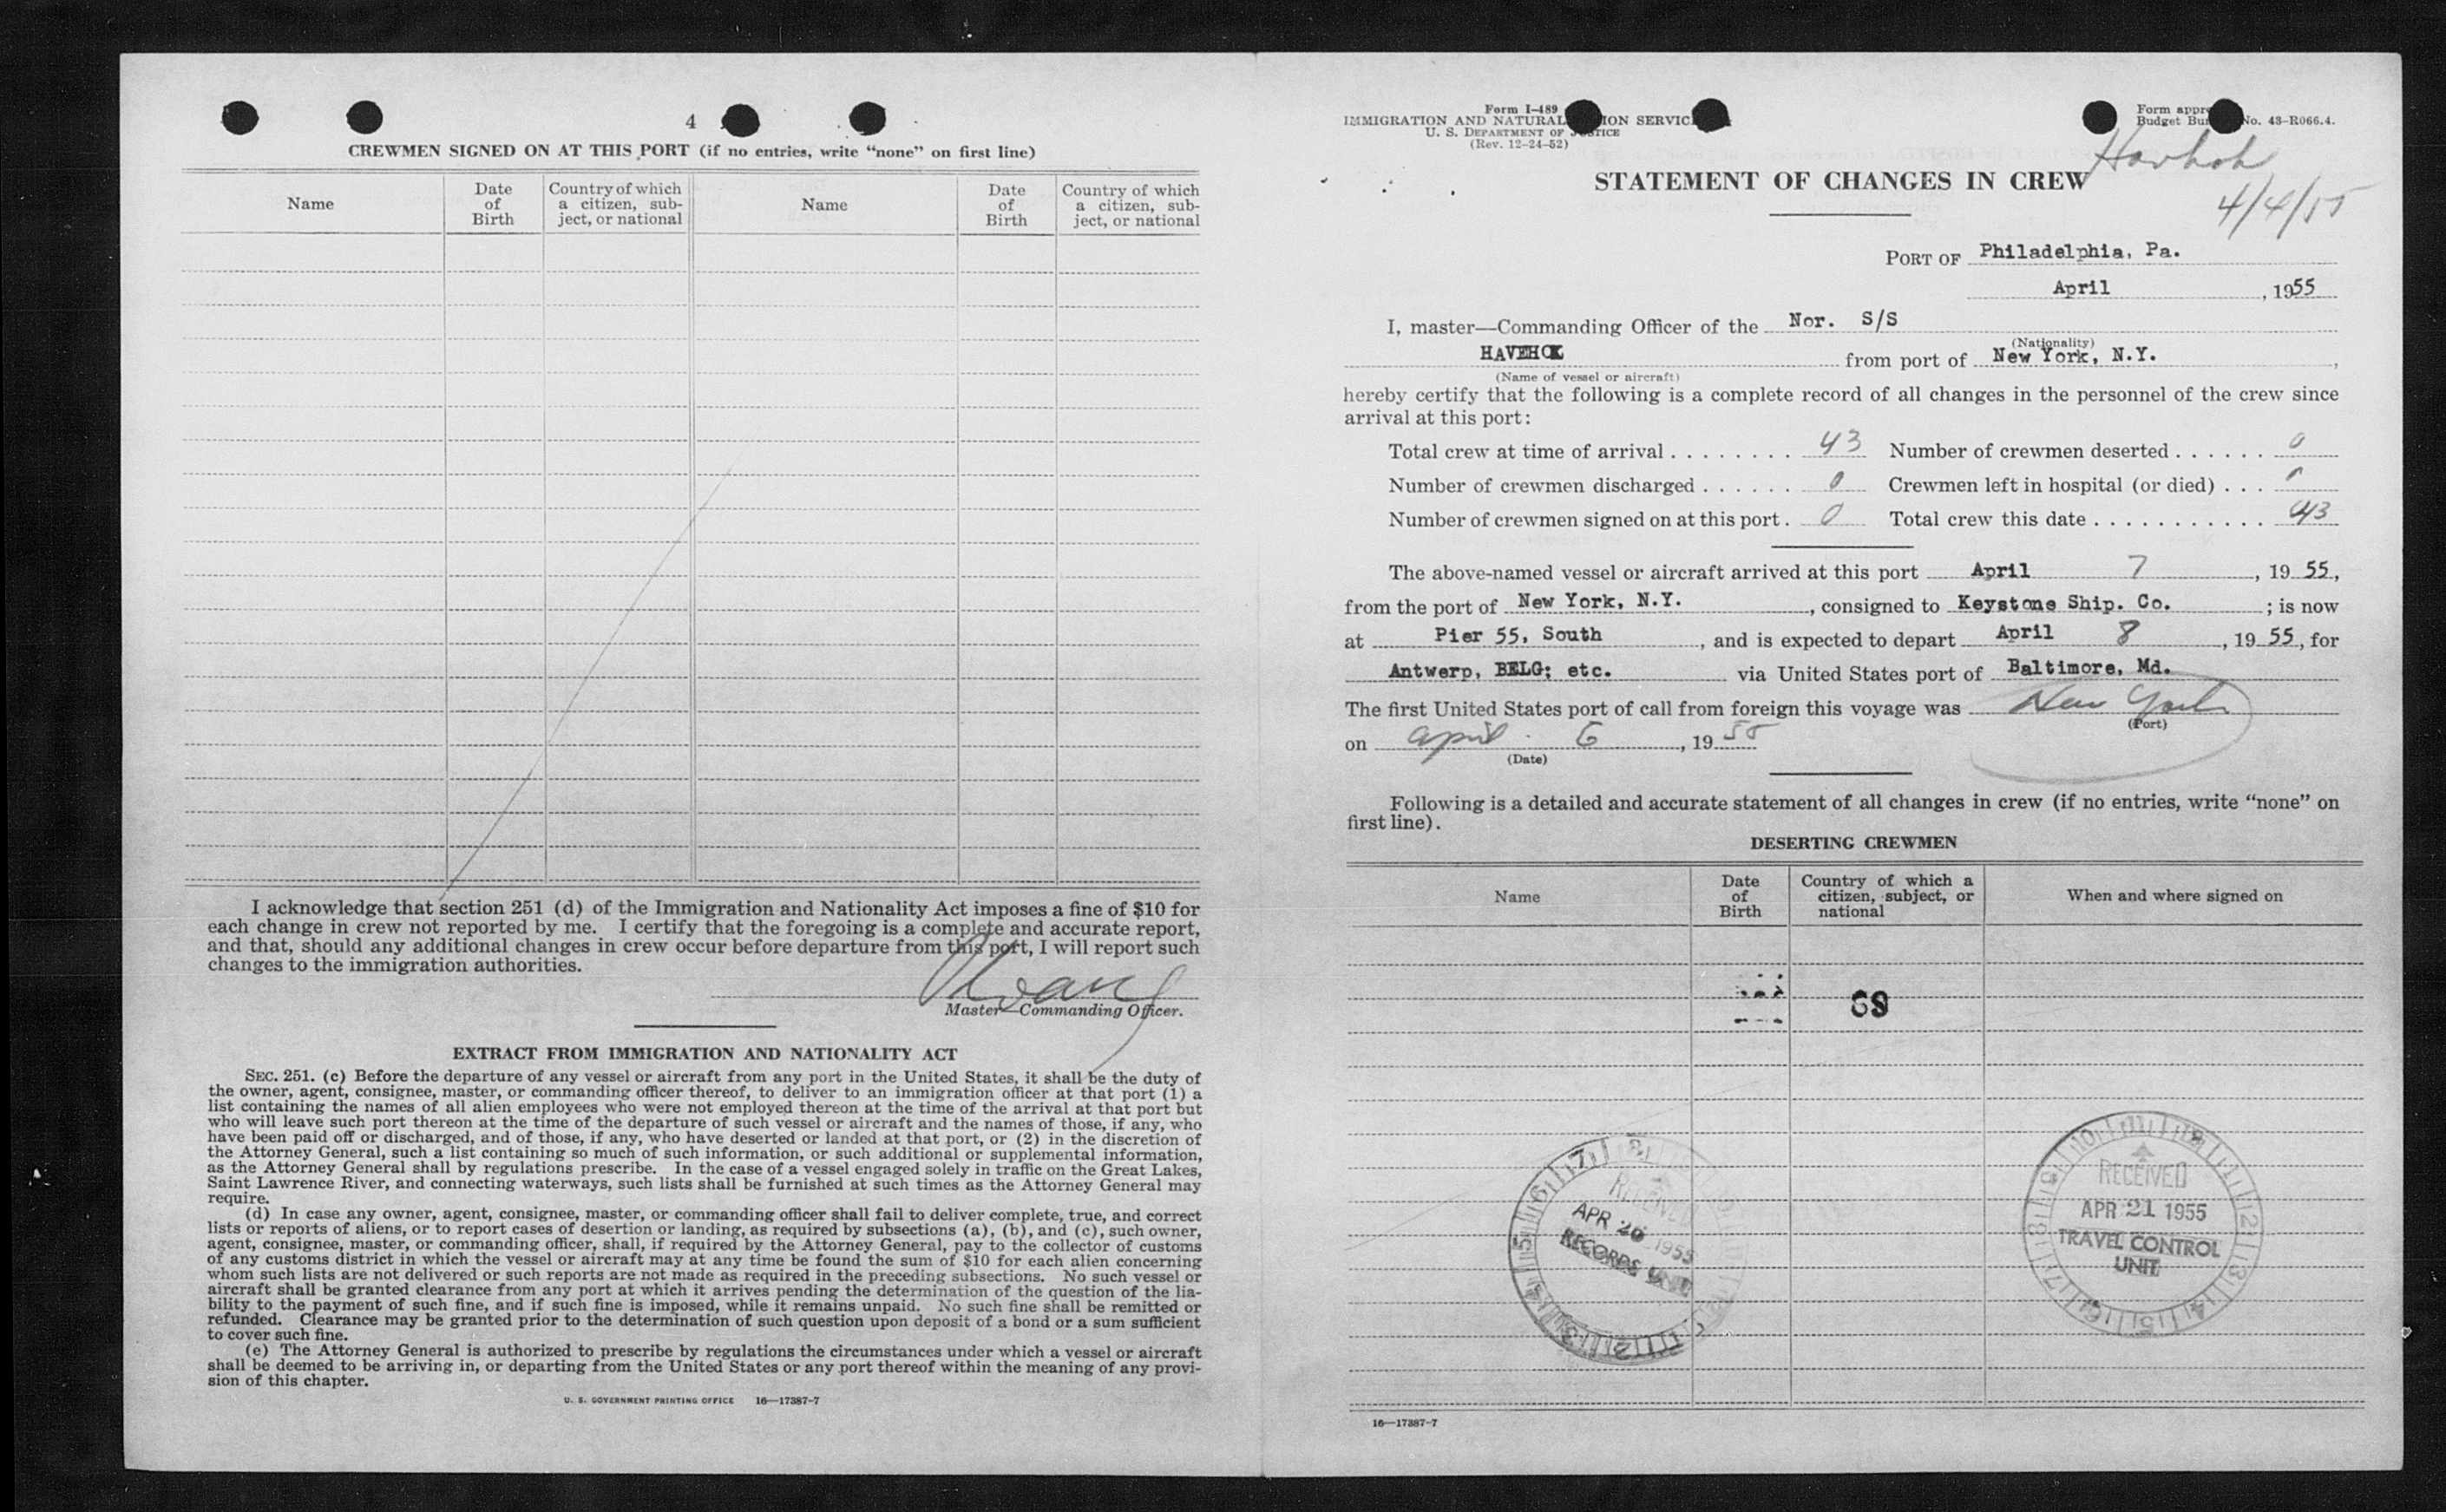 4
CREWMEN SIGNED ON AT THIS PORT (if no entries, write “none” on first line)
Name
Date of Birth
Country of which a citizen, sub-ject, or national
Name
Date of Birth
Country of which a citizen, sub-ject, or national
I acknowledge that section 251 (d) of the Immigration and Nationality Act imposes a fine of $10 for
each change in crew not reported by me. I certify that the foregoing is a complete and accurate report,
and that, should any additional changes in crew occur before departure from this port, I will report such
changes to the immigration authorities.
Master—Commanding Officer.
EXTRACT FROM IMMIGRATION AND NATIONALITY ACT
SEC. 251. (c) Before the departure of any vessel or aircraft from any port in the United States, it shall be the duty of
the owner, agent, consignee, master, or commanding officer thereof, to deliver to an immigration officer at that port (1) a
list containing the names of all alien employees who were not employed thereon at the time of the arrival at that port but
who will leave such port thereon at the time of the departure of such vessel or aircraft and the names of those, if any, who
have been paid off or discharged, and of those, if any, who have deserted or landed at that port, or (2) in the discretion of
the Attorney General, such a list containing so much of such information, or such additional or supplemental information,
as the Attorney General shall by regulations prescribe. In the case of a vessel engaged solely in traffic on the Great Lakes,
Saint Lawrence River, and connecting waterways, such lists shall be furnished at such times as the Attorney General may
require.
(d) In case any owner, agent, consignee, master, or commanding officer shall fail to deliver complete, true, and correct
lists or reports of aliens, or to report cases of desertion or landing, as required by subsections (a), (b), and (c), such owner,
agent, consignee, master, or commanding officer, shall, if required by the Attorney General, pay to the collector of customs
of any customs district in which the vessel or aircraft may at any time be found the sum of $10 for each alien concerning
whom such lists are not delivered or such reports are not made as required in the preceding subsections. No such vessel or
aircraft shall be granted clearance from any port at which it arrives pending the determination of the question of the lia-
bility to the payment of such fine, and if such fine is imposed, while it remains unpaid. No such fine shall be remitted or
refunded. Clearance may be granted prior to the determination of such question upon deposit of a bond or a sum sufficient
to cover such fine.
(e) The Attorney General is authorized to prescribe by regulations the circumstances under which a vessel or aircraft
shall be deemed to be arriving in, or departing from the United States or any port thereof within the meaning of any provi-
sion of this chapter.
U. S. GOVERNMENT PRINTING OFFICE 16—17387-7
Form I-489
IMMIGRATION AND NATURAL ION SERVIC
U. S. DEPARTMENT OF JUSTICE
(Rev. 12-24-52)
Form appr
Budget Bu No. 43-R066.4.
STATEMENT OF CHANGES IN CREW
4/4/55
PORT OF Philadelphia, Pa.
April , 1955
I, master—Commanding Officer of the Nor. S/S
(Nationality)
from port of New York, N.Y. ,
(Name of vessel or aircraft)
hereby certify that the following is a complete record of all changes in the personnel of the crew since
arrival at this port:
Total crew at time of arrival . . . . . . . . 43 Number of crewmen deserted . . . . . . 0
Number of crewmen discharged . . . . . . 0 Crewmen left in hospital (or died) . . . 0
Number of crewmen signed on at this port . 0 Total crew this date . . . . . . . . . . . 43
The above-named vessel or aircraft arrived at this port April 7 , 19 55,
from the port of New York, N.Y. , consigned to Keystone Ship. Co. ; is now
at Pier 55, South , and is expected to depart April 8 , 19 55, for
Antwerp, BELG; etc. via United States port of Baltimore, Md.
The first United States port of call from foreign this voyage was New York
(Port)
on April 6 , 19 55
(Date)
Following is a detailed and accurate statement of all changes in crew (if no entries, write “none” on
first line).
DESERTING CREWMEN
Name
Date of Birth
Country of which a citizen, subject, or national
When and where signed on
RECEIVED
APR 20 1955
RECORDS UNIT
RECEIVED
APR 21 1955
TRAVEL CONTROL
UNIT
16—17387-7